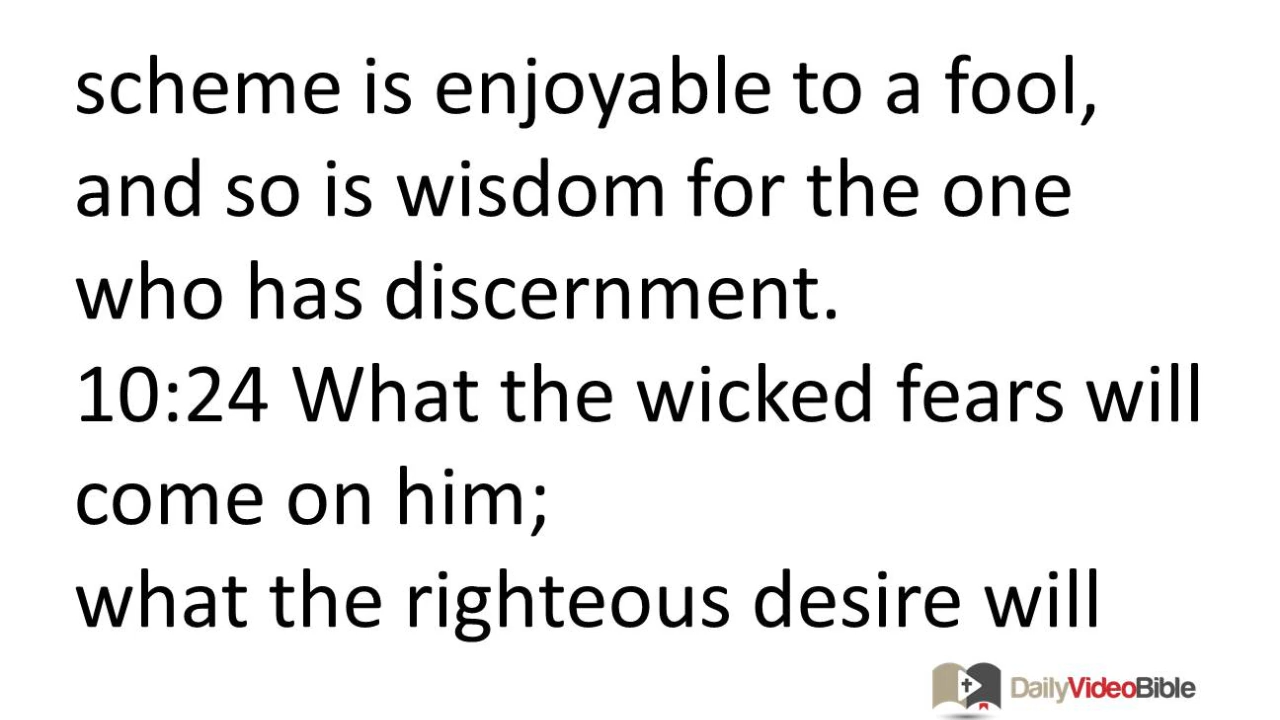 scheme is enjoyable to a fool,
and so is wisdom for the one
who has discernment.
10:24 What the wicked fears will
come on him;
what the righteous desire will
DailyVideoBible